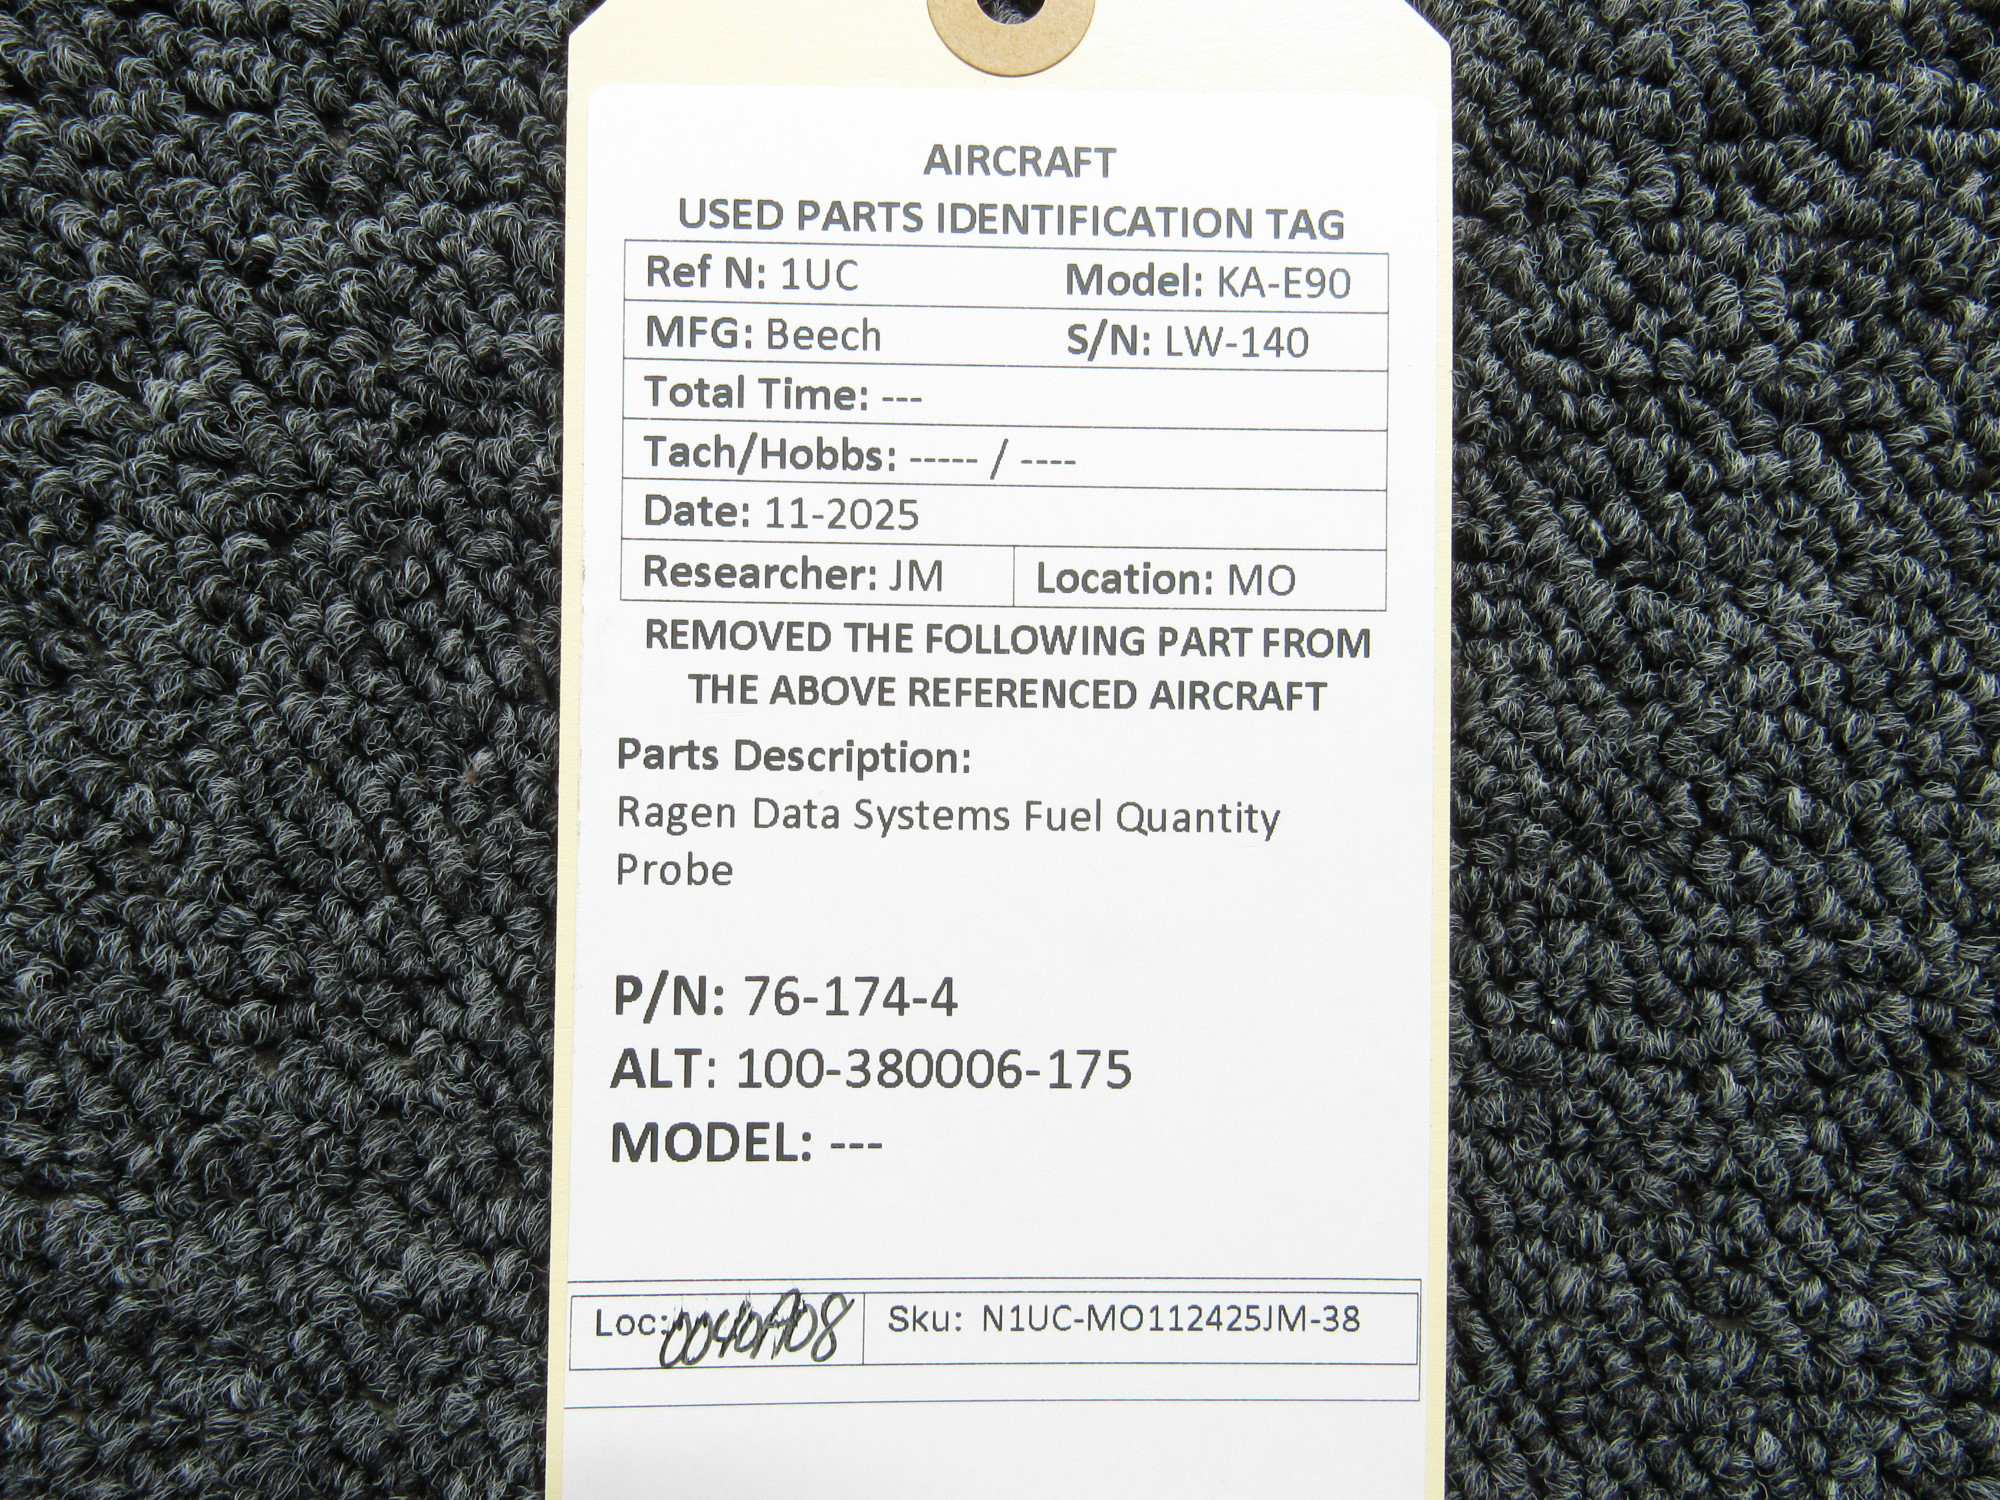 AIRCRAFT
USED PARTS IDENTIFICATION TAG
Ref N: 1UC Model: KA-E90
MFG: Beech S/N: LW-140
Total Time: ---
Tach/Hobbs: ----- / ----
Date: 11-2025
Researcher: JM Location: MO
REMOVED THE FOLLOWING PART FROM
THE ABOVE REFERENCED AIRCRAFT
Parts Description:
Ragen Data Systems Fuel Quantity
Probe
P/N: 76-174-4
ALT: 100-380006-175
MODEL: ---
Loc: Sku: N1UC-MO112425JM-38